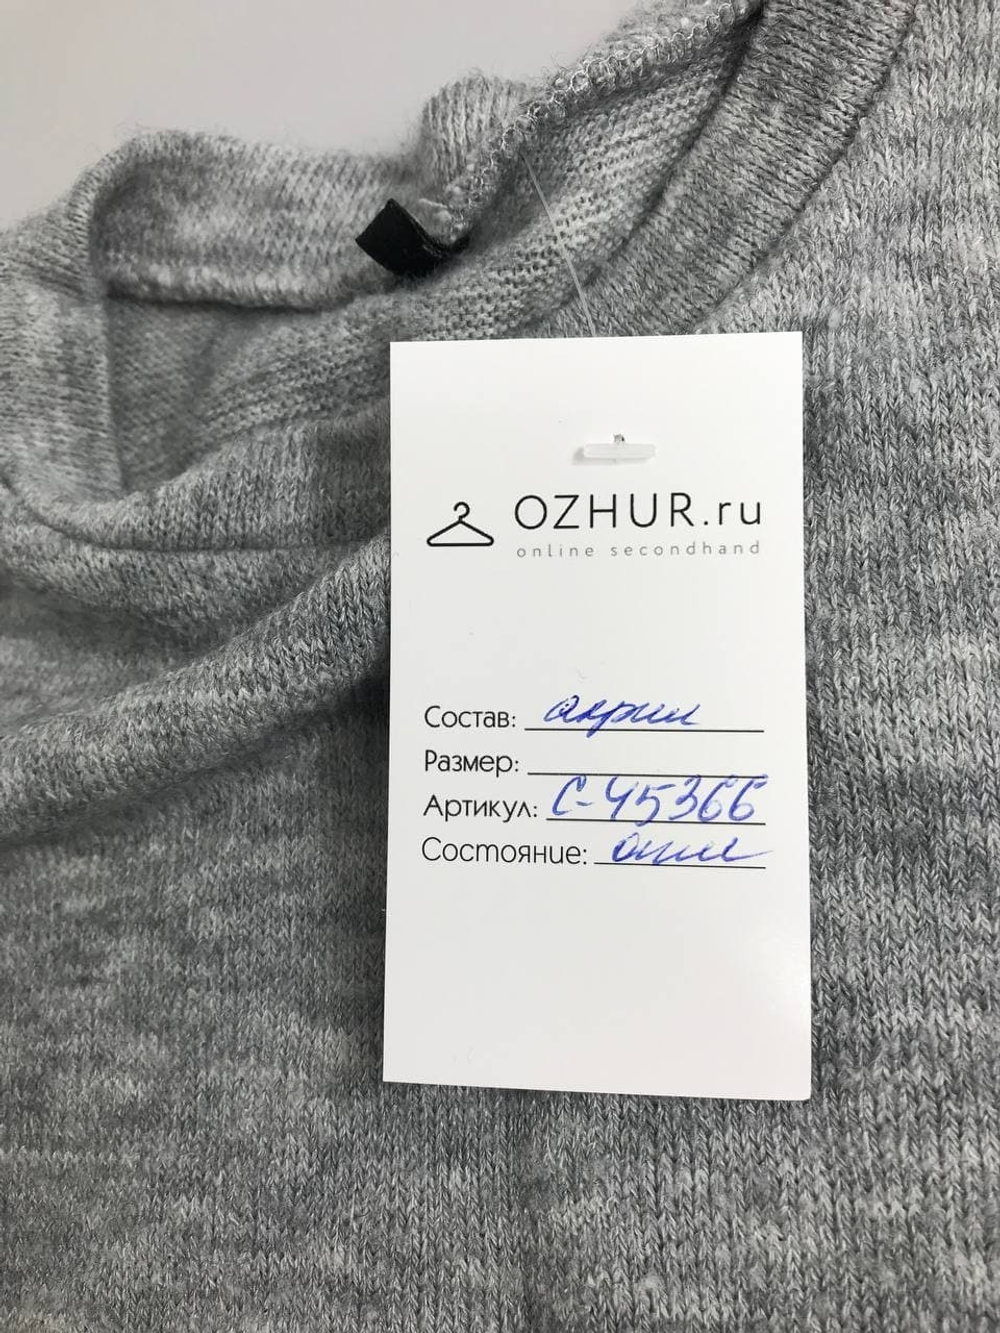 OZHUR.ru
online secondhand
Состав: акрил
Размер:
Артикул: С-45366
Состояние: отл